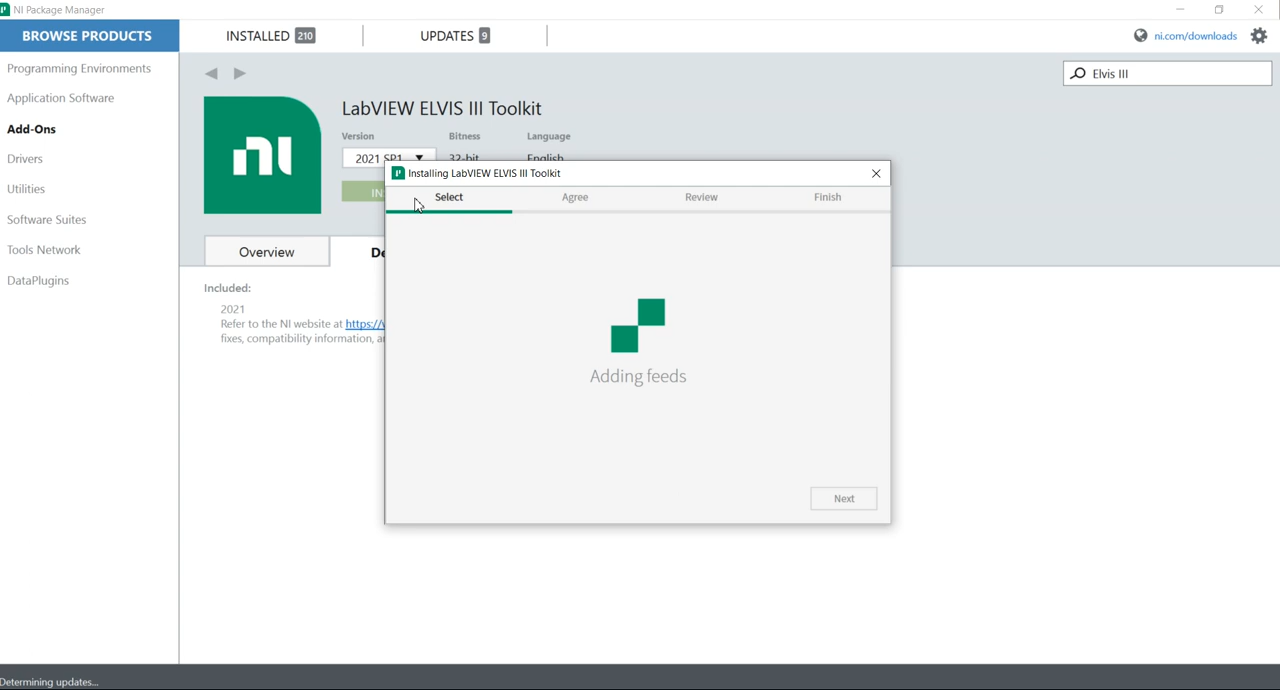 NI Package Manager
BROWSE PRODUCTS
INSTALLED 210
UPDATES 9
ni.com/downloads
Programming Environments
Application Software
Add-Ons
Drivers
Utilities
Software Suites
Tools Network
DataPlugins
Elvis III
ni
LabVIEW ELVIS III Toolkit
Version Bitness Language
2021 SP1 32-bit English
Overview
Included:
2021
Refer to the NI website at
fixes, compatibility information,
Installing LabVIEW ELVIS III Toolkit
Select Agree Review Finish
Adding feeds
Next
Determining updates...